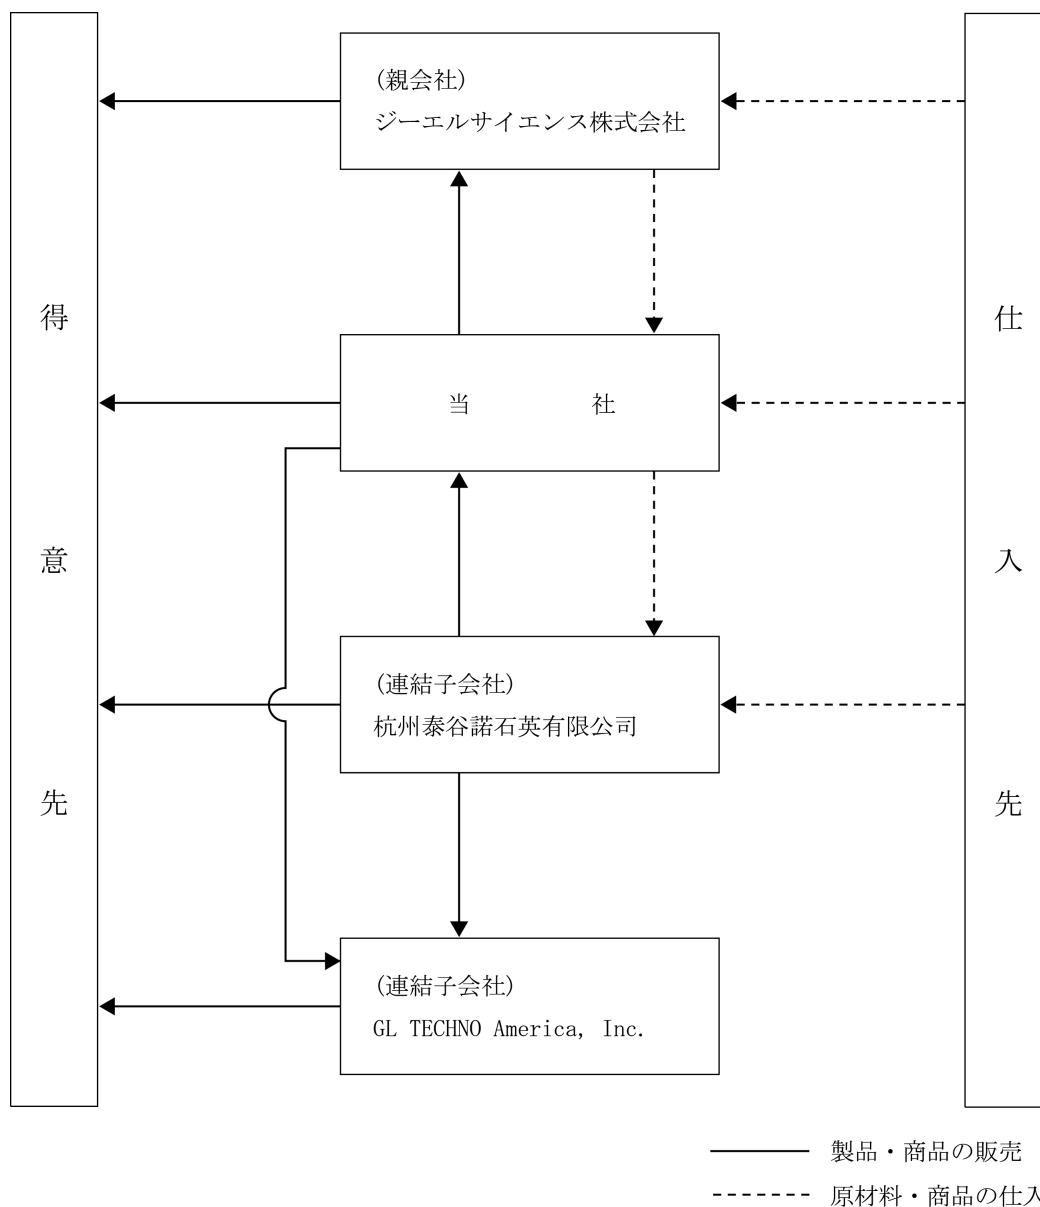 (親会社)
ジーエルサイエンス株式会社
得意先
当社
仕入先
(連結子会社)
杭州泰谷諾石英有限公司
(連結子会社)
GL TECHNO America, Inc.
製品・商品の販売
原材料・商品の仕入